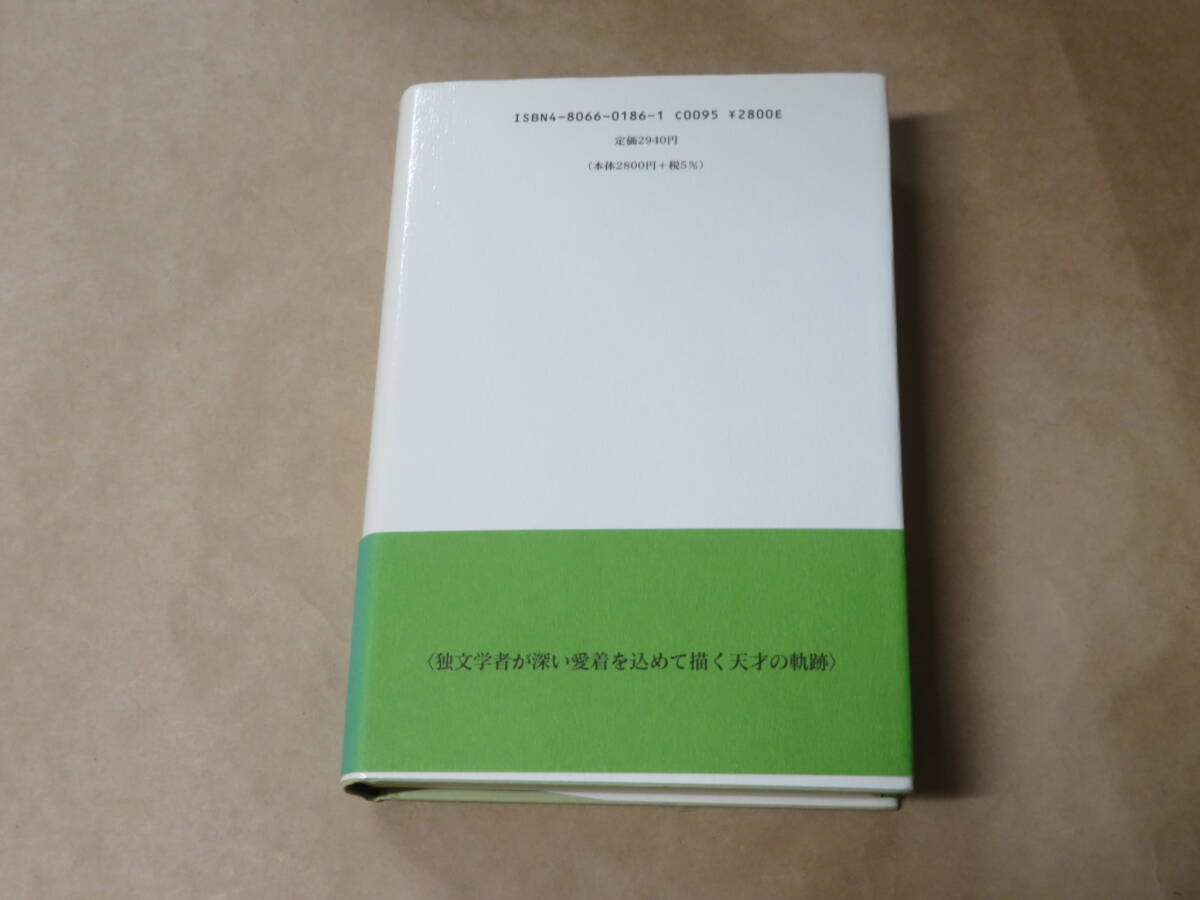 ISBN4-8066-0186-1 C0095 ¥2800E
定価2940円
（本体2800円＋税5％）
〈独文学者が深い愛着を込めて描く天才の軌跡〉